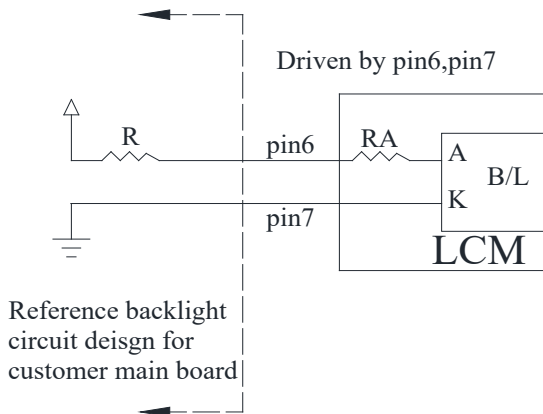 Driven by pin6,pin7
R
pin6
RA
A
B/L
K
pin7
LCM
Reference backlight
circuit deisgn for
customer main board